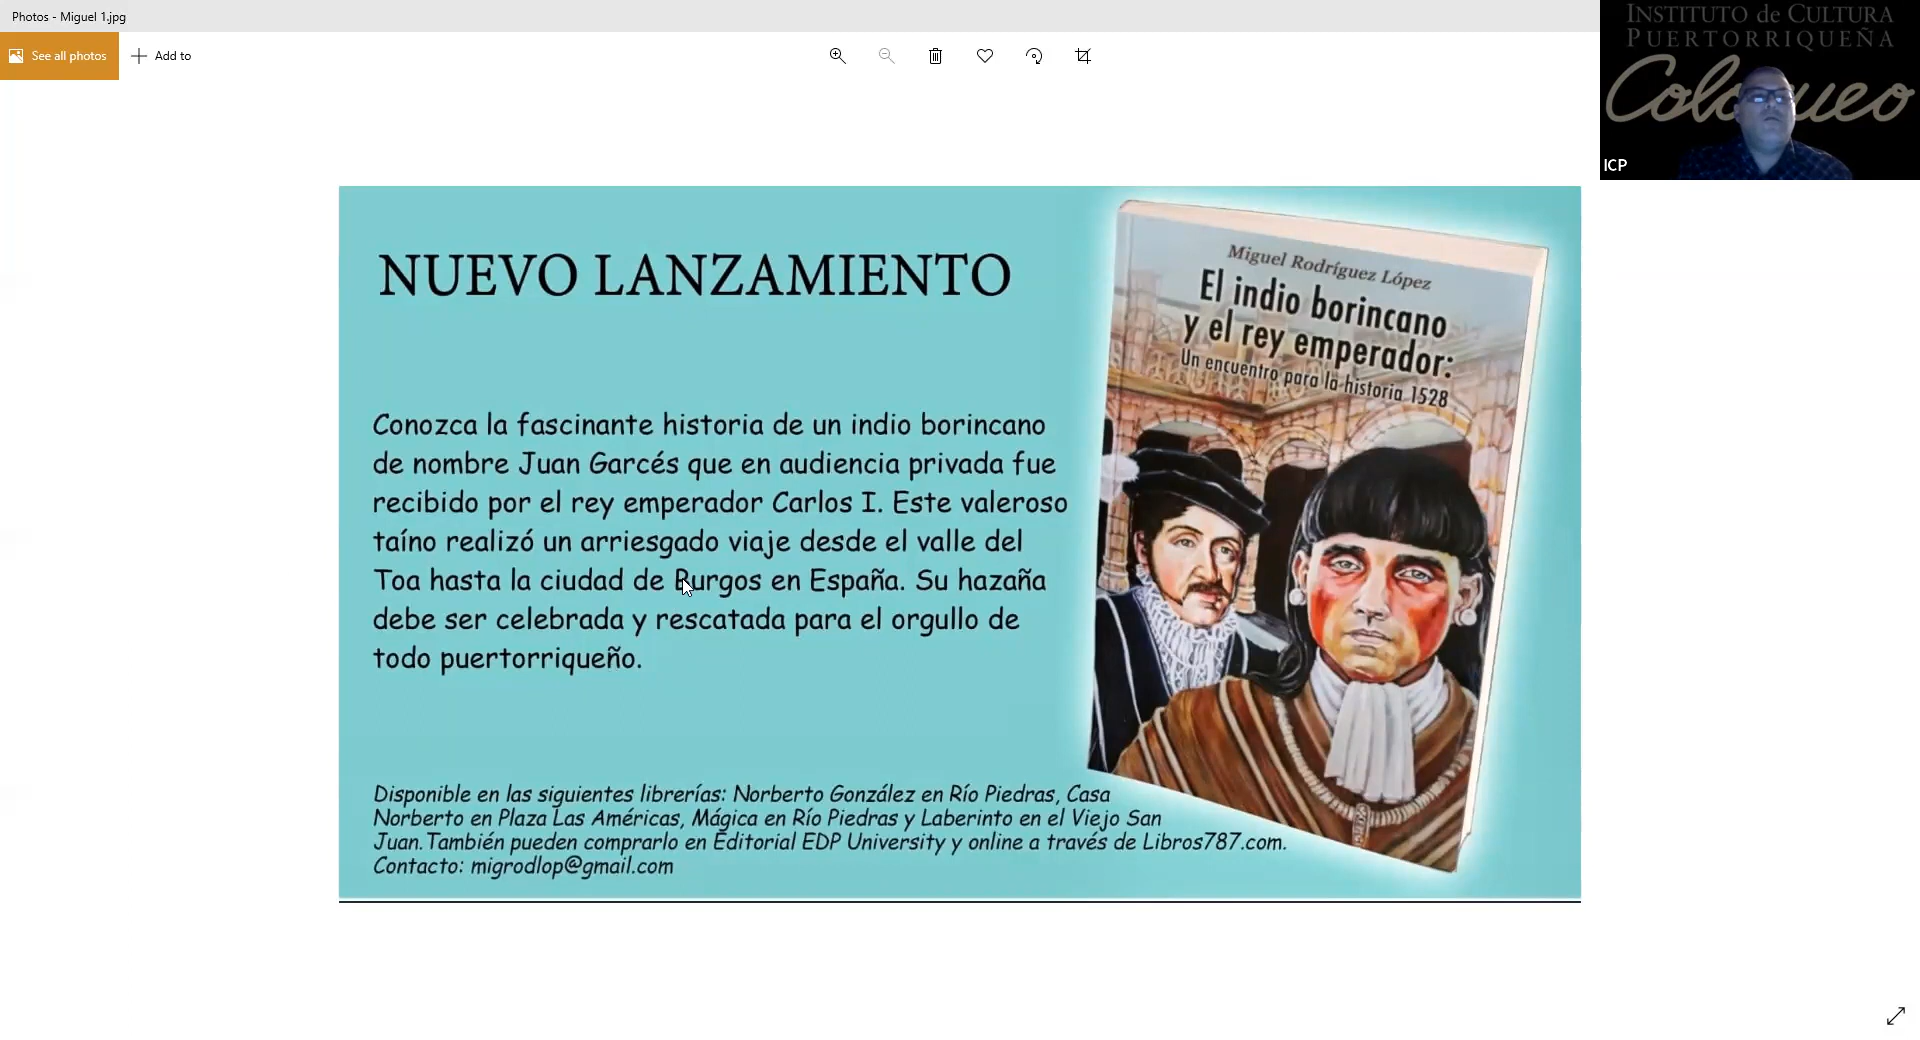 Photos - Miguel 1.jpg
See all photos
Add to
INSTITUTO de CULTURA
PUERTORRIQUEÑA
ICP
NUEVO LANZAMIENTO
Conozca la fascinante historia de un indio borincano
de nombre Juan Garcés que en audiencia privada fue
recibido por el rey emperador Carlos I. Este valeroso
taíno realizó un arriesgado viaje desde el valle del
Toa hasta la ciudad de Burgos en España. Su hazaña
debe ser celebrada y rescatada para el orgullo de
todo puertorriqueño.
Disponible en las siguientes librerías: Norberto González en Río Piedras, Casa
Norberto en Plaza Las Américas, Mágica en Río Piedras y Laberinto en el Viejo San
Juan.También pueden comprarlo en Editorial EDP University y online a través de Libros787.com.
Contacto: migrodlop@gmail.com
Miguel Rodríguez López
El indio borincano
y el rey emperador:
Un encuentro para la historia 1528